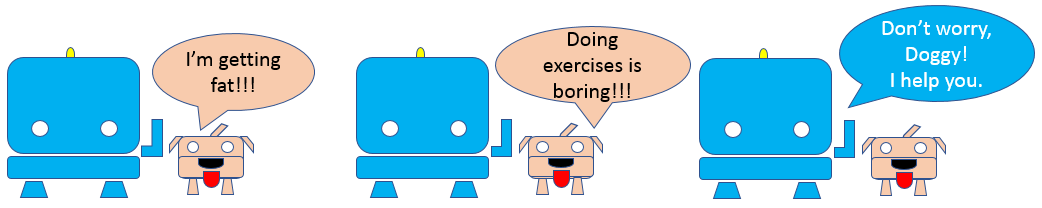 I'm getting
fat!!!
Doing
exercises is
boring!!!
Don't worry,
Doggy!
I help you.